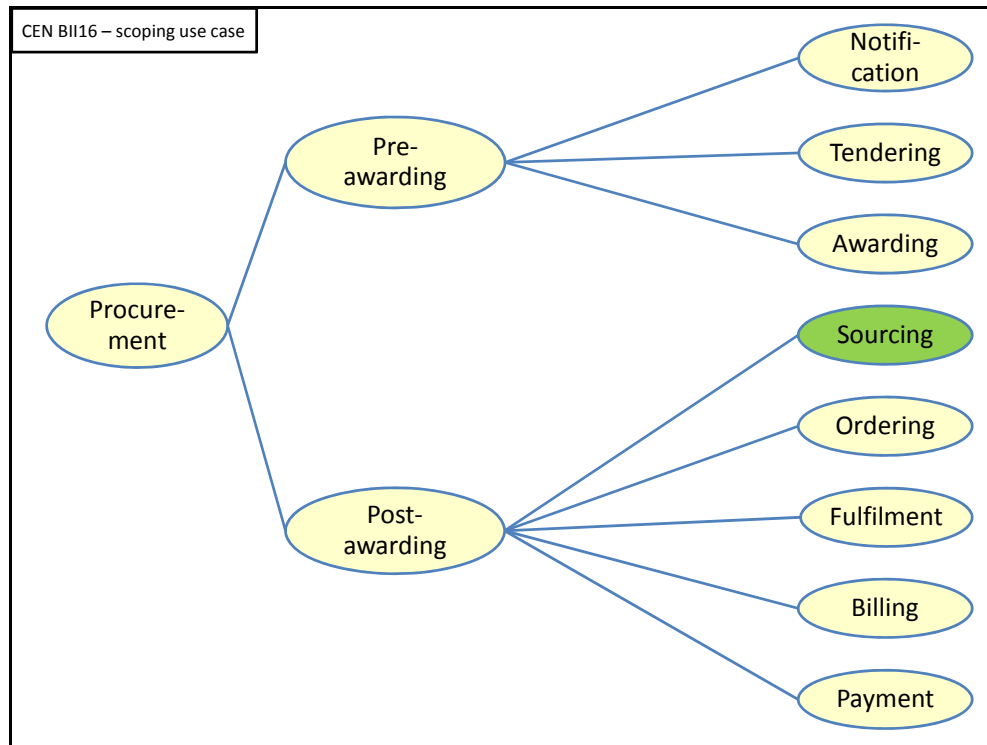 CEN BII16 – scoping use case
Notifi-
cation
Pre-
awarding
Tendering
Awarding
Procure-
ment
Sourcing
Ordering
Post-
awarding
Fulfilment
Billing
Payment